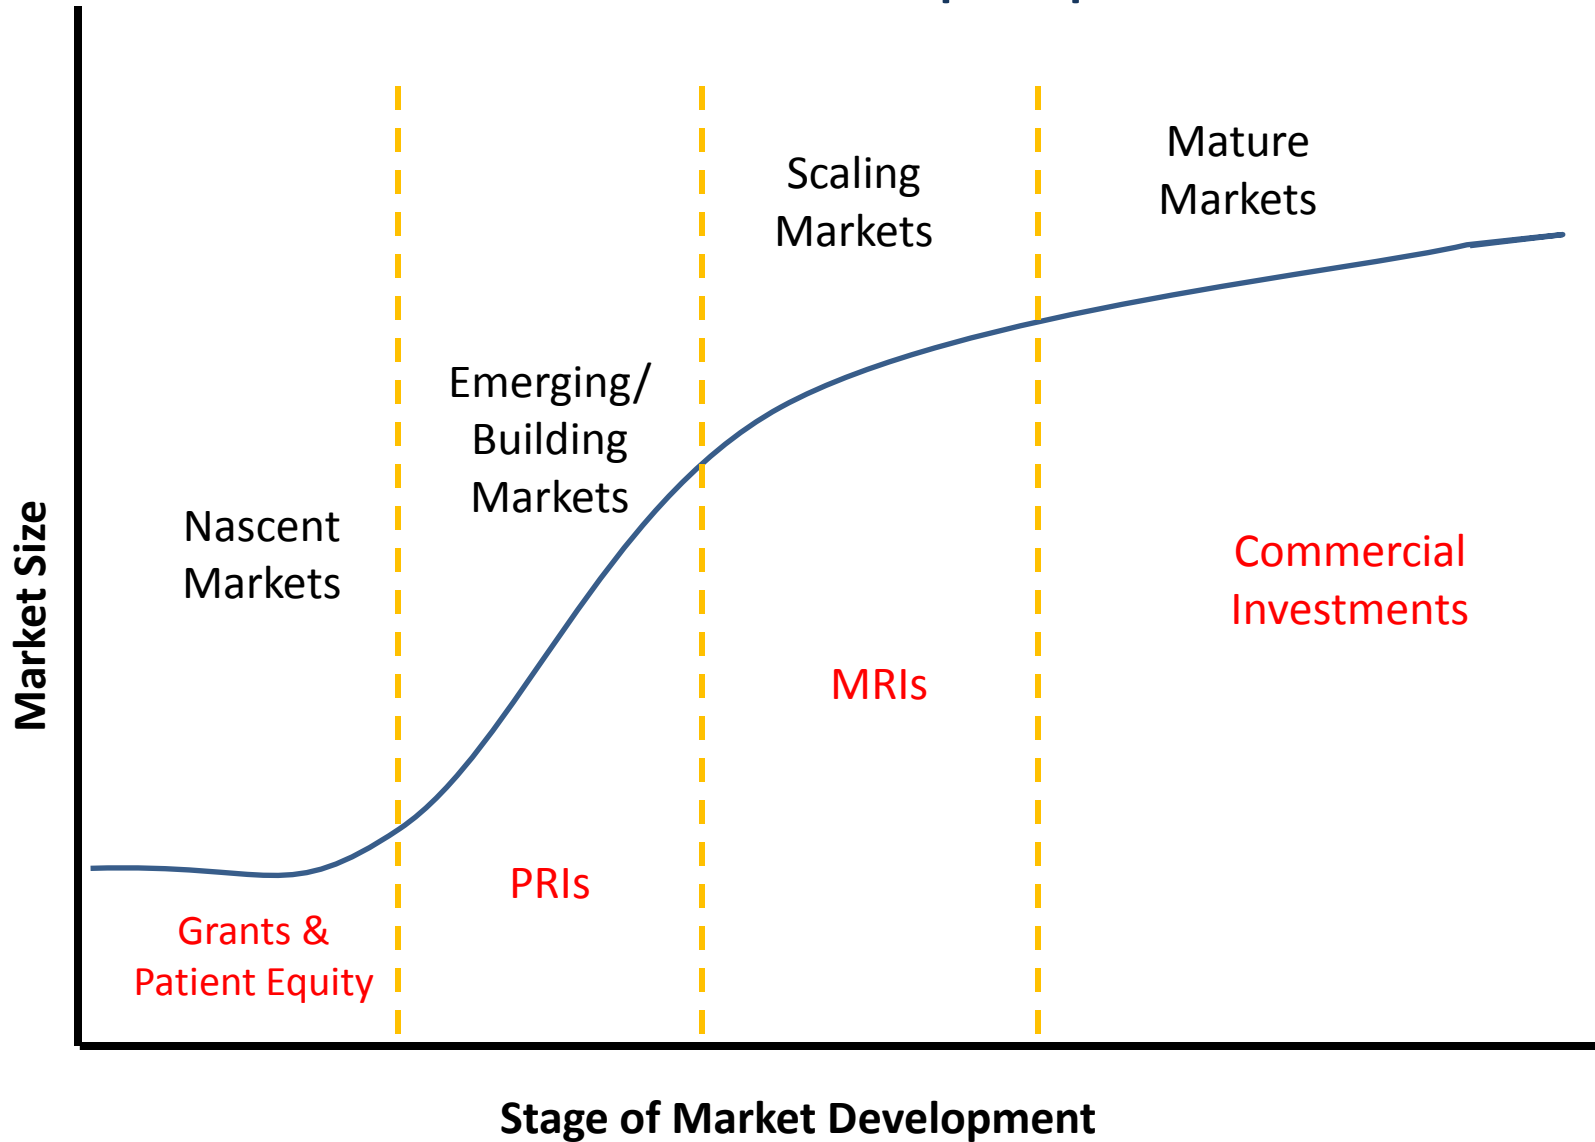 Mature
Markets
Scaling
Markets
Emerging/
Building
Markets
Nascent
Markets
Commercial
Investments
MRIs
PRIs
Grants &
Patient Equity
Market Size
Stage of Market Development